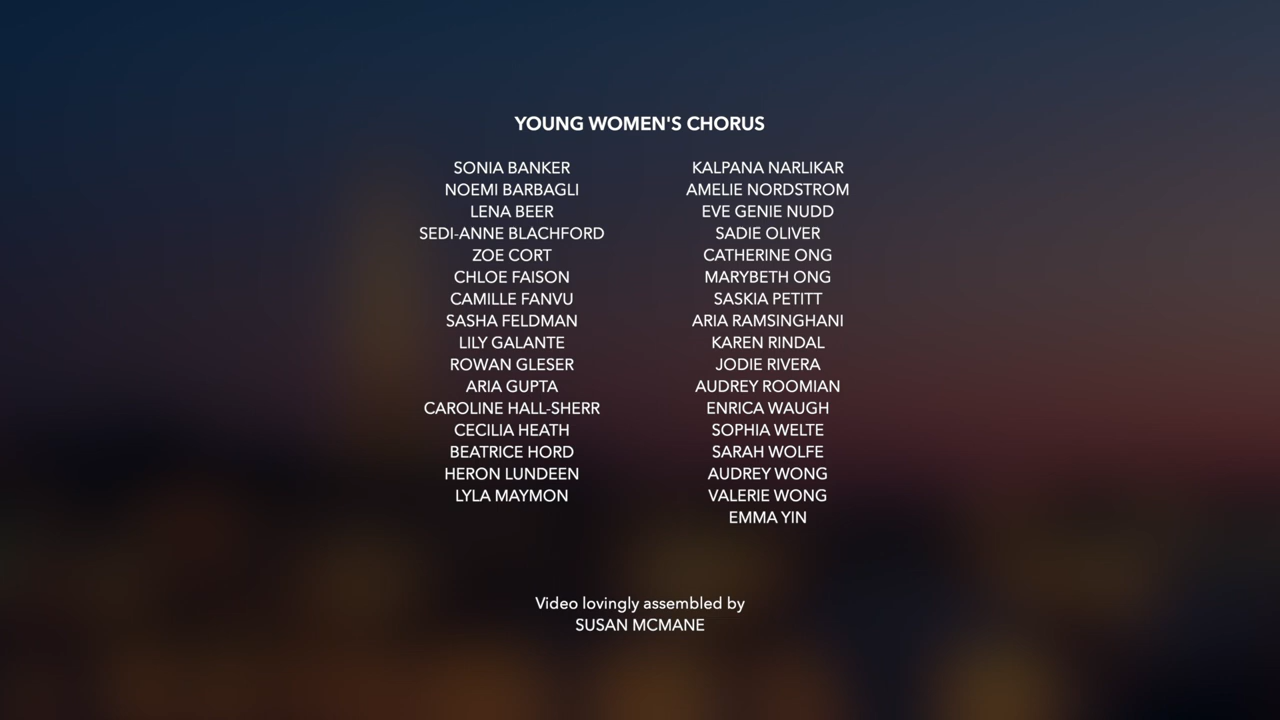 YOUNG WOMEN'S CHORUS
SONIA BANKER
NOEMI BARBAGLI
LENA BEER
SEDI-ANNE BLACHFORD
ZOE CORT
CHLOE FAISON
CAMILLE FANVU
SASHA FELDMAN
LILY GALANTE
ROWAN GLESER
ARIA GUPTA
CAROLINE HALL-SHERR
CECILIA HEATH
BEATRICE HORD
HERON LUNDEEN
LYLA MAYMON
KALPANA NARLIKAR
AMELIE NORDSTROM
EVE GENIE NUDD
SADIE OLIVER
CATHERINE ONG
MARYBETH ONG
SASKIA PETITT
ARIA RAMSINGHANI
KAREN RINDAL
JODIE RIVERA
AUDREY ROOMIAN
ENRICA WAUGH
SOPHIA WELTE
SARAH WOLFE
AUDREY WONG
VALERIE WONG
EMMA YIN
Video lovingly assembled by
SUSAN MCMANE